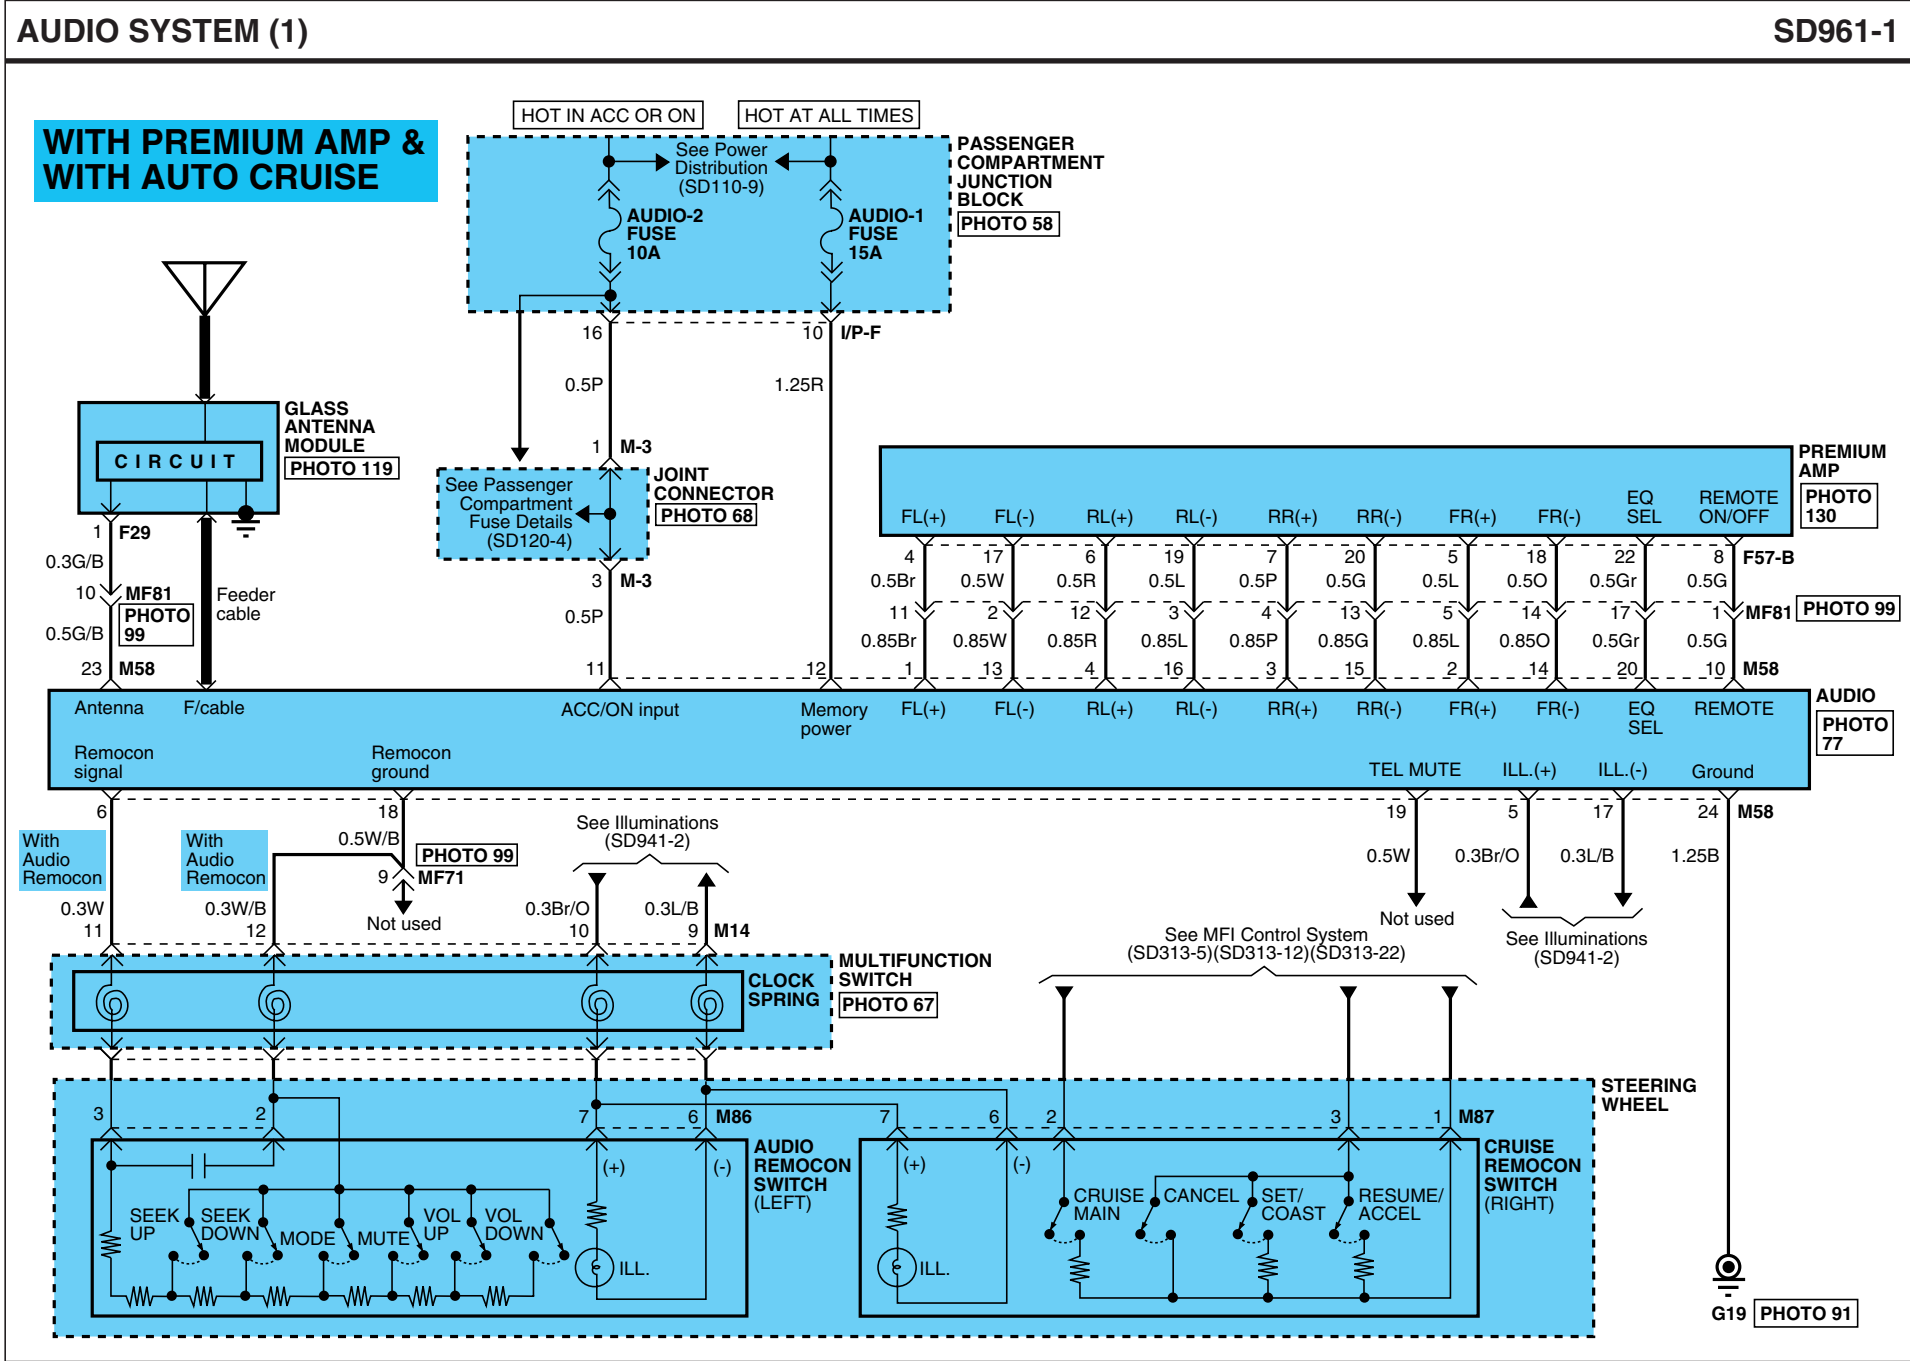 AUDIO SYSTEM (1)
SD961-1
WITH PREMIUM AMP &
WITH AUTO CRUISE
HOT IN ACC OR ON
HOT AT ALL TIMES
See Power
Distribution
(SD110-9)
AUDIO-2
FUSE
10A
AUDIO-1
FUSE
15A
PASSENGER
COMPARTMENT
JUNCTION
BLOCK
PHOTO 58
16
10
I/P-F
0.5P
1.25R
GLASS
ANTENNA
MODULE
PHOTO 119
CIRCUIT
1
F29
0.3G/B
10
MF81
PHOTO
99
0.5G/B
23
M58
Feeder
cable
1
M-3
JOINT
CONNECTOR
PHOTO 68
See Passenger
Compartment
Fuse Details
(SD120-4)
3
M-3
0.5P
11
12
PREMIUM
AMP
PHOTO
130
FL(+)
FL(-)
RL(+)
RL(-)
RR(+)
RR(-)
FR(+)
FR(-)
EQ
SEL
REMOTE
ON/OFF
4
17
6
19
7
20
5
18
22
8
F57-B
0.5Br
0.5W
0.5R
0.5L
0.5P
0.5G
0.5L
0.5O
0.5Gr
0.5G
11
2
12
3
4
13
5
14
17
1
MF81
PHOTO 99
0.85Br
0.85W
0.85R
0.85L
0.85P
0.85G
0.85L
0.85O
0.5Gr
0.5G
1
13
4
16
3
15
2
14
20
10
M58
AUDIO
PHOTO
77
Antenna
F/cable
ACC/ON input
Memory
power
FL(+)
FL(-)
RL(+)
RL(-)
RR(+)
RR(-)
FR(+)
FR(-)
EQ
SEL
REMOTE
Remocon
signal
Remocon
ground
TEL MUTE
ILL.(+)
ILL.(-)
Ground
6
18
19
5
17
24
M58
With
Audio
Remocon
With
Audio
Remocon
0.5W/B
PHOTO 99
9
MF71
Not used
See Illuminations
(SD941-2)
0.5W
0.3Br/O
0.3L/B
1.25B
Not used
See Illuminations
(SD941-2)
0.3W
0.3W/B
0.3Br/O
0.3L/B
11
12
10
9
M14
See MFI Control System
(SD313-5)(SD313-12)(SD313-22)
CLOCK
SPRING
MULTIFUNCTION
SWITCH
PHOTO 67
STEERING
WHEEL
3
2
7
6
M86
7
6
2
3
1
M87
AUDIO
REMOCON
SWITCH
(LEFT)
(+)
(-)
SEEK
UP
SEEK
DOWN
MODE
MUTE
VOL
UP
VOL
DOWN
ILL.
(+)
(-)
ILL.
CRUISE
MAIN
CANCEL
SET/
COAST
RESUME/
ACCEL
CRUISE
REMOCON
SWITCH
(RIGHT)
G19
PHOTO 91